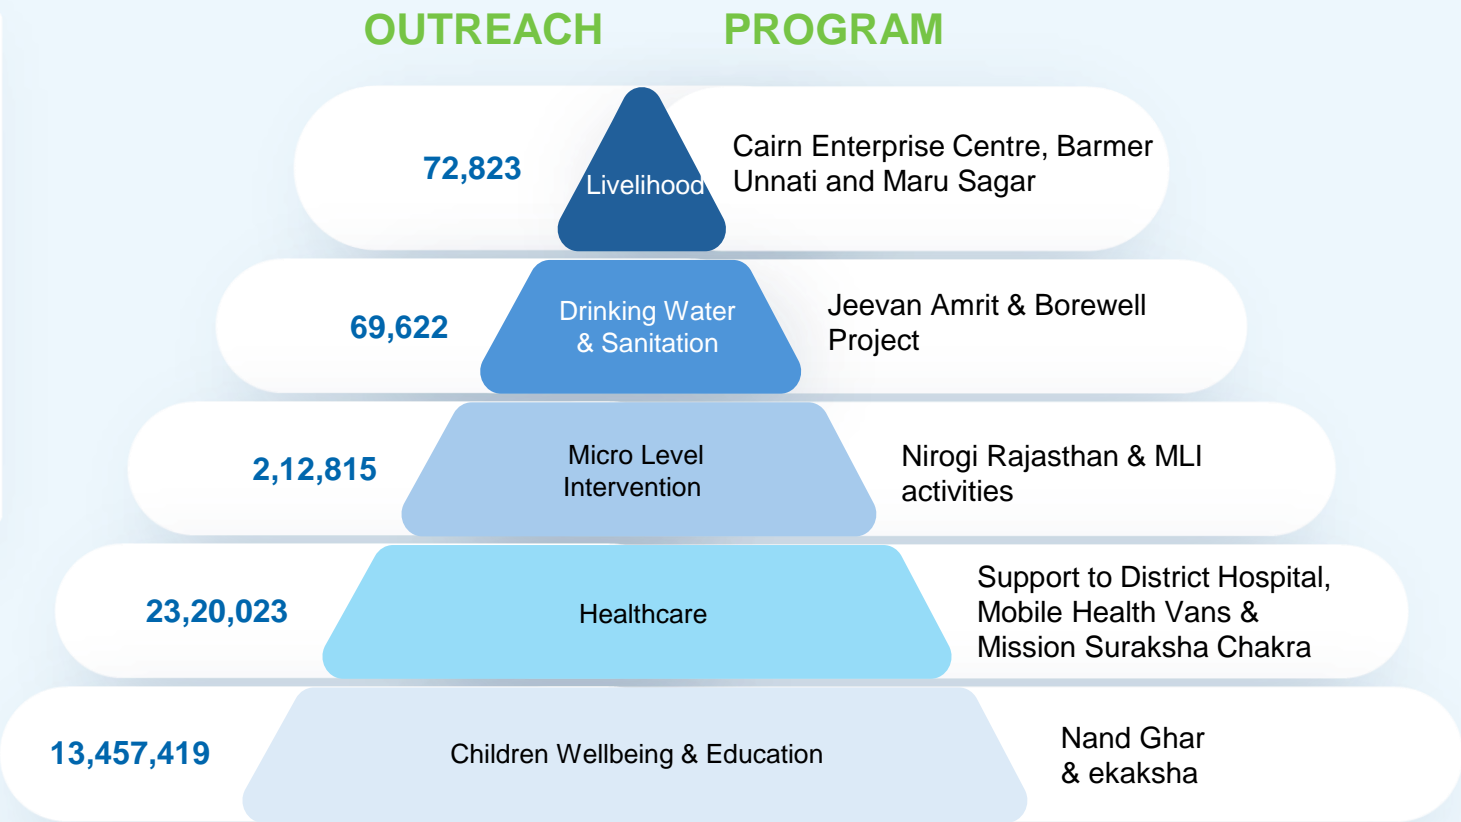 OUTREACH PROGRAM
72,823
Livelihood
Cairn Enterprise Centre, Barmer
Unnati and Maru Sagar
69,622
Drinking Water
& Sanitation
Jeevan Amrit & Borewell
Project
2,12,815
Micro Level
Intervention
Nirogi Rajasthan & MLI
activities
23,20,023
Healthcare
Support to District Hospital,
Mobile Health Vans &
Mission Suraksha Chakra
13,457,419
Children Wellbeing & Education
Nand Ghar
& ekaksha